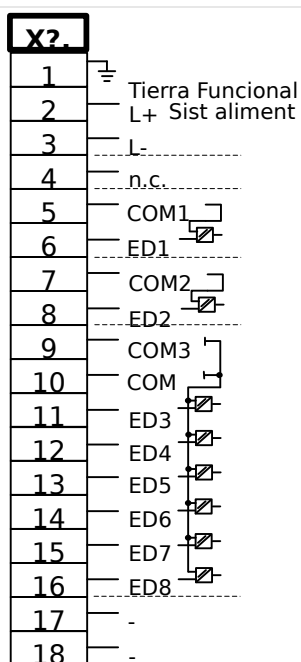 X?.
1
Tierra Funcional
2 L+ Sist aliment
3 L-
4 n.c.
5 COM1
6 ED1
7 COM2
8 ED2
9 COM3
10 COM
11 ED3
12 ED4
13 ED5
14 ED6
15 ED7
16 ED8
17 -
18 -